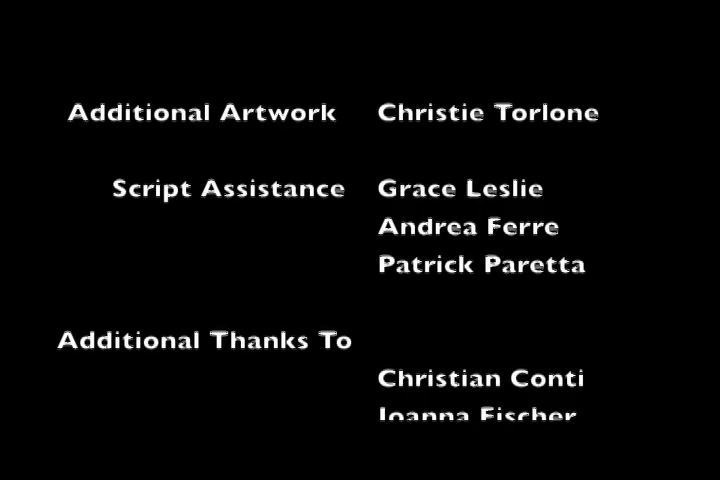 Additional Artwork Christie Torlone
Script Assistance Grace Leslie
Andrea Ferre
Patrick Paretta
Additional Thanks To
Christian Conti
Joanna Fischer